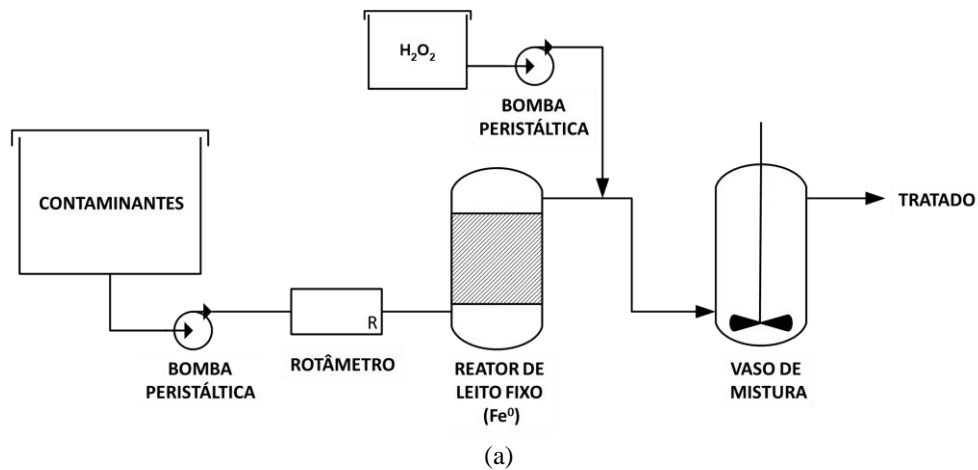 H₂O₂
BOMBA
PERISTÁLTICA
CONTAMINANTES
TRATADO
R
BOMBA
PERISTÁLTICA
ROTÂMETRO
REATOR DE
LEITO FIXO
(Fe⁰)
VASO DE
MISTURA
(a)